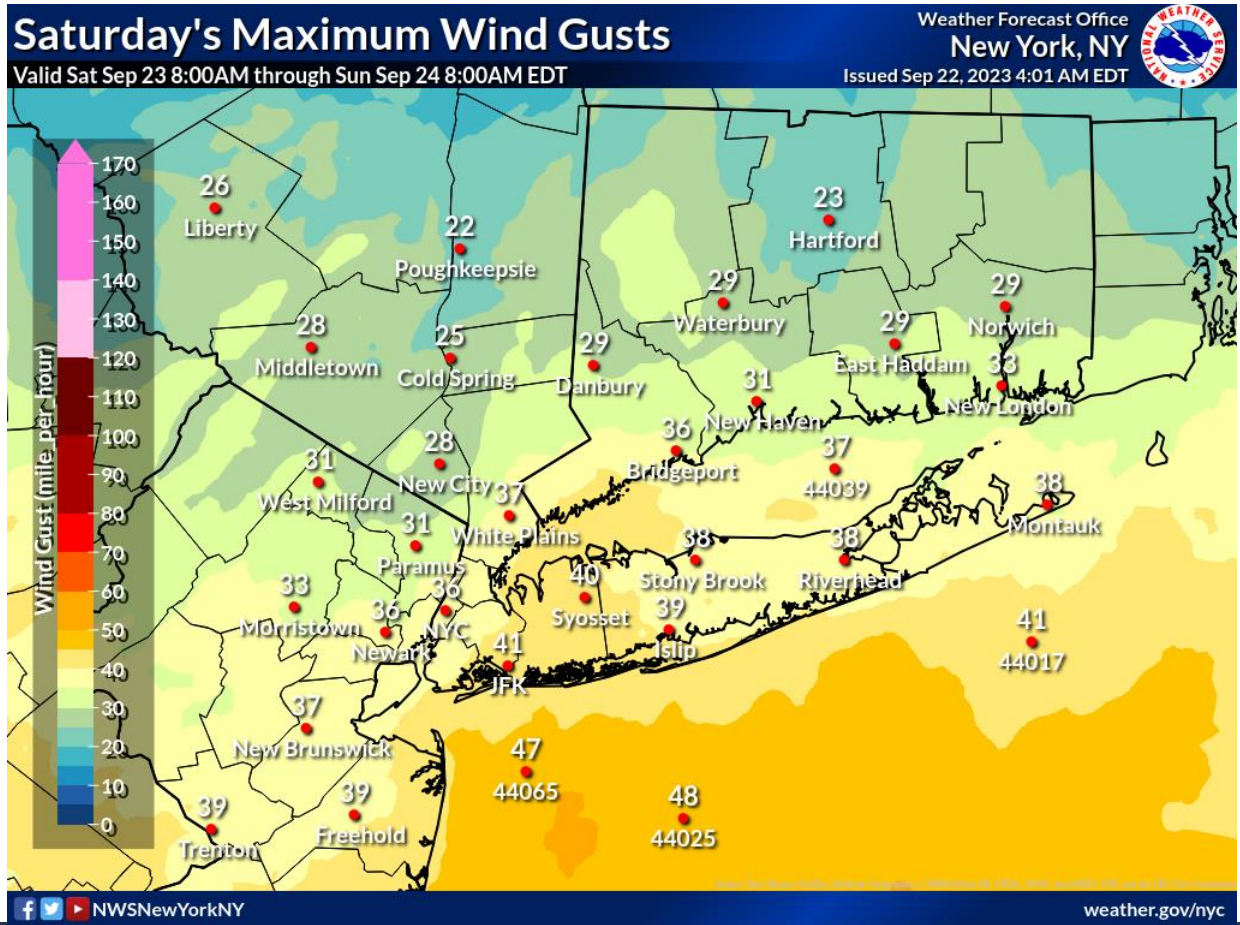 Saturday's Maximum Wind Gusts
Valid Sat Sep 23 8:00AM through Sun Sep 24 8:00AM EDT
Weather Forecast Office
New York, NY
Issued Sep 22, 2023 4:01 AM EDT
NATIONAL WEATHER SERVICE
Wind Gust (mile_per_hour)
170
160
150
140
130
120
110
100
90
80
70
60
50
40
30
20
10
0
26
Liberty
22
Poughkeepsie
23
Hartford
29
Waterbury
29
Norwich
28
Middletown
25
Cold Spring
29
Danbury
29
East Haddam
33
New London
31
New Haven
36
Bridgeport
37
44039
31
West Milford
28
New City
37
White Plains
38
Montauk
31
Paramus
38
Stony Brook
38
Riverhead
33
Morristown
36
Newark
36
NYC
40
Syosset
39
Islip
41
JFK
41
44017
37
New Brunswick
47
44065
48
44025
39
Trenton
39
Freehold
NWSNewYorkNY
weather.gov/nyc